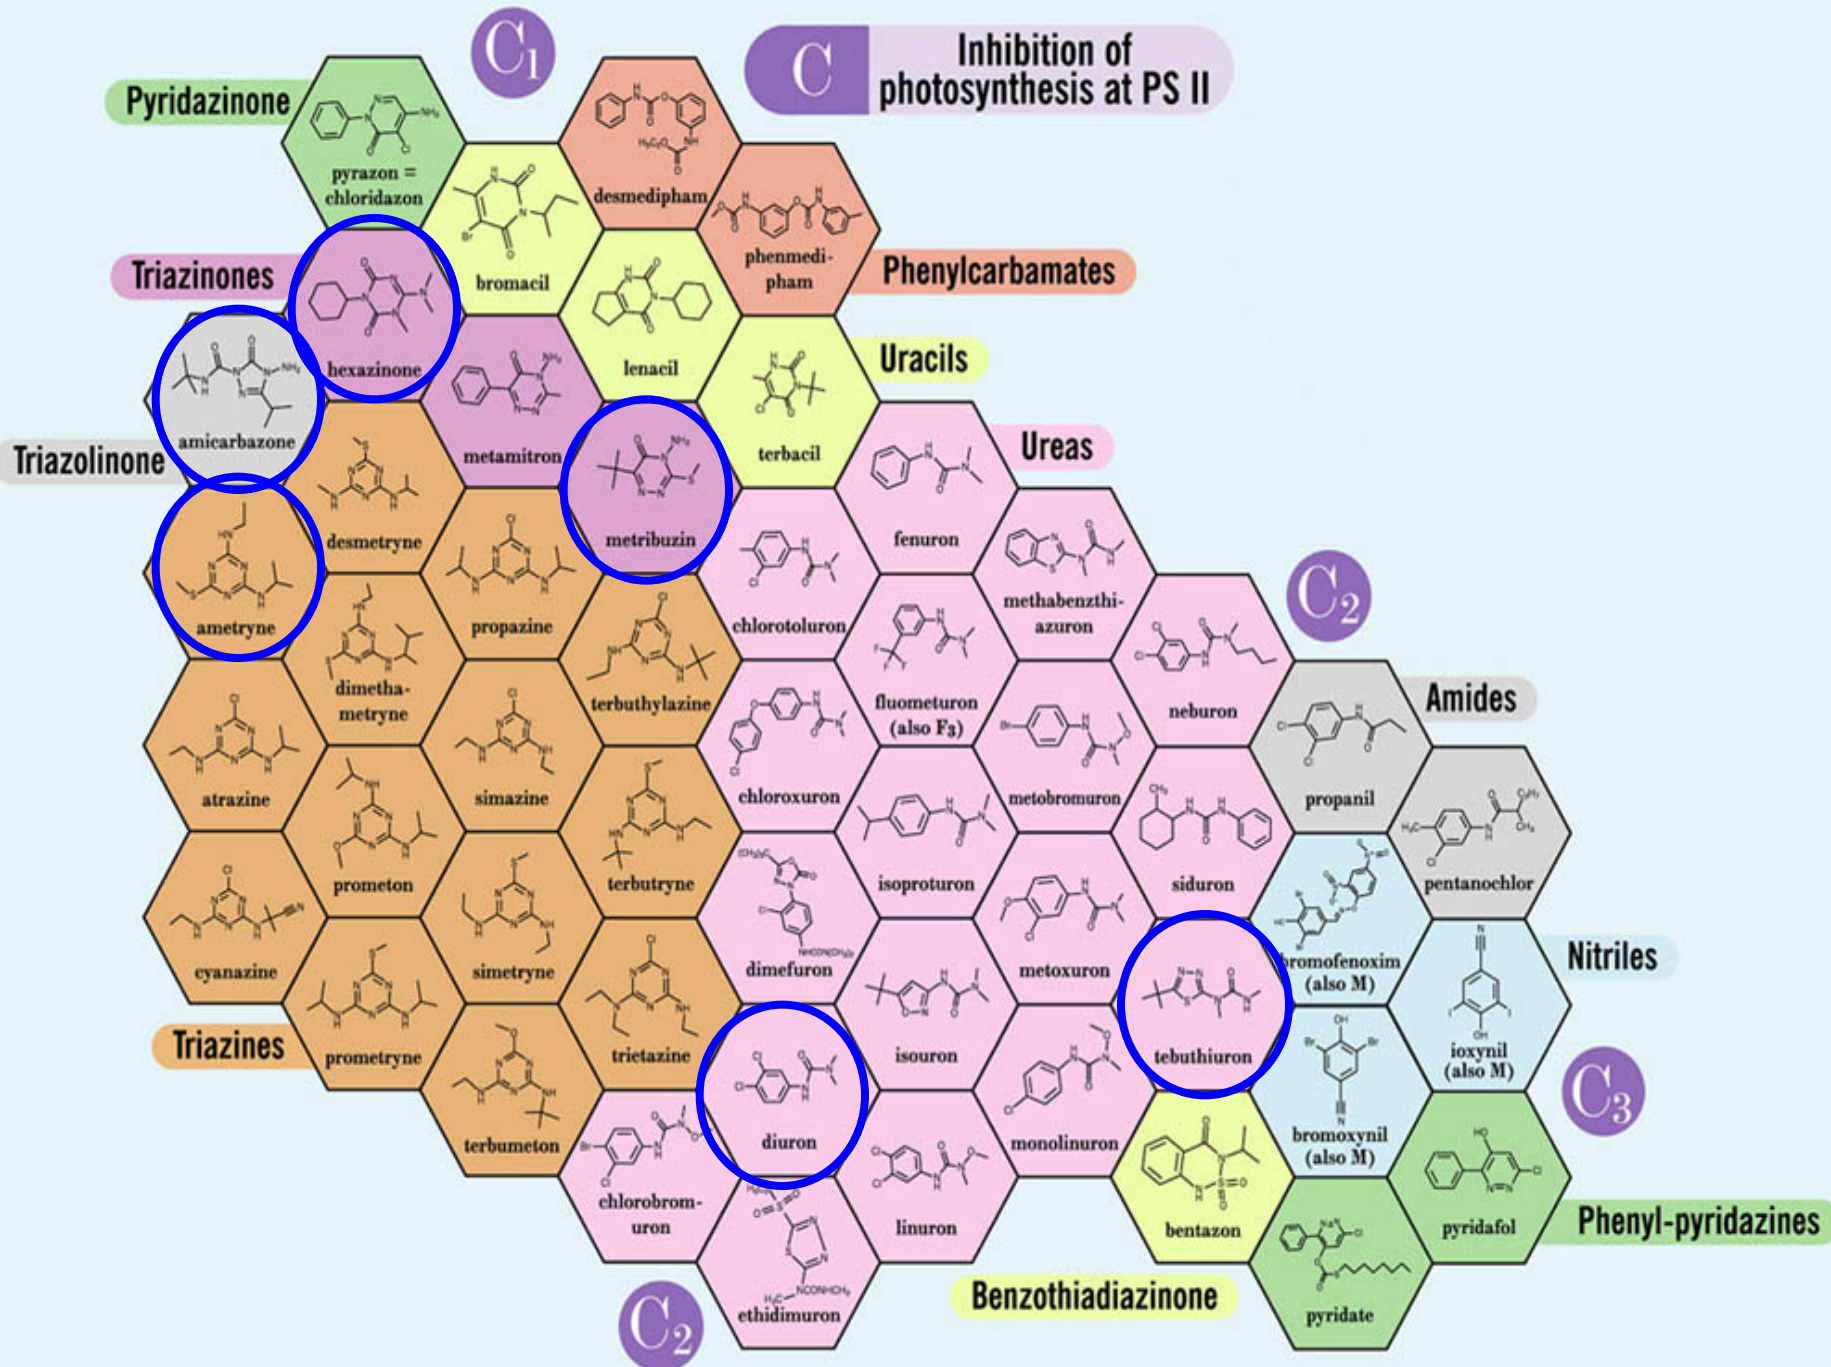 C1
C
Inhibition of
photosynthesis at PS II
Pyridazinone
pyrazon =
chloridazon
desmedipham
bromacil
phenmedi-
pham
Phenylcarbamates
Triazinones
hexazinone
lenacil
Uracils
Triazolinone
amicarbazone
metamitron
terbacil
Ureas
desmetryne
metribuzin
fenuron
ametryne
propazine
chlorotoluron
methabenzthi-
azuron
C2
dimetha-
metryne
terbuthylazine
fluometuron
(also F3)
neburon
Amides
atrazine
simazine
chloroxuron
metobromuron
propanil
prometon
terbutryne
isoproturon
siduron
pentanochlor
cyanazine
simetryne
dimefuron
metoxuron
bromofenoxim
(also M)
Nitriles
Triazines
prometryne
trietazine
isouron
tebuthiuron
ioxynil
(also M)
C3
terbumeton
diuron
monolinuron
bromoxynil
(also M)
chlorobrom-
uron
linuron
bentazon
pyridafol
Phenyl-pyridazines
C2
ethidimuron
Benzothiadiazinone
pyridate